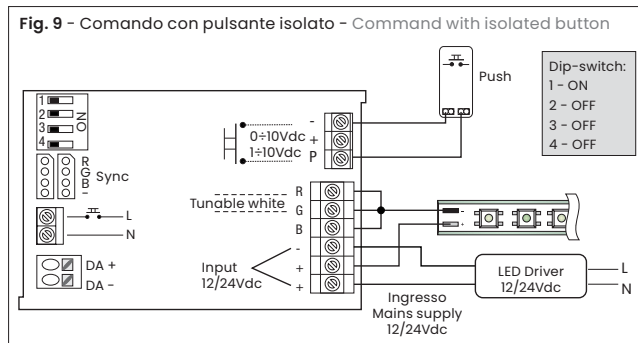 Fig. 9 - Comando con pulsante isolato - Command with isolated button
Dip-switch:
1 - ON
2 - OFF
3 - OFF
4 - OFF
Push
1
2
3
4
ON
-
+
P
0÷10Vdc
1÷10Vdc
R
G
B
-
Sync
L
N
DA +
DA -
Tunable white
R
G
B
-
+
+
Input
12/24Vdc
-
+
LED Driver
12/24Vdc
L
N
Ingresso
Mains supply
12/24Vdc